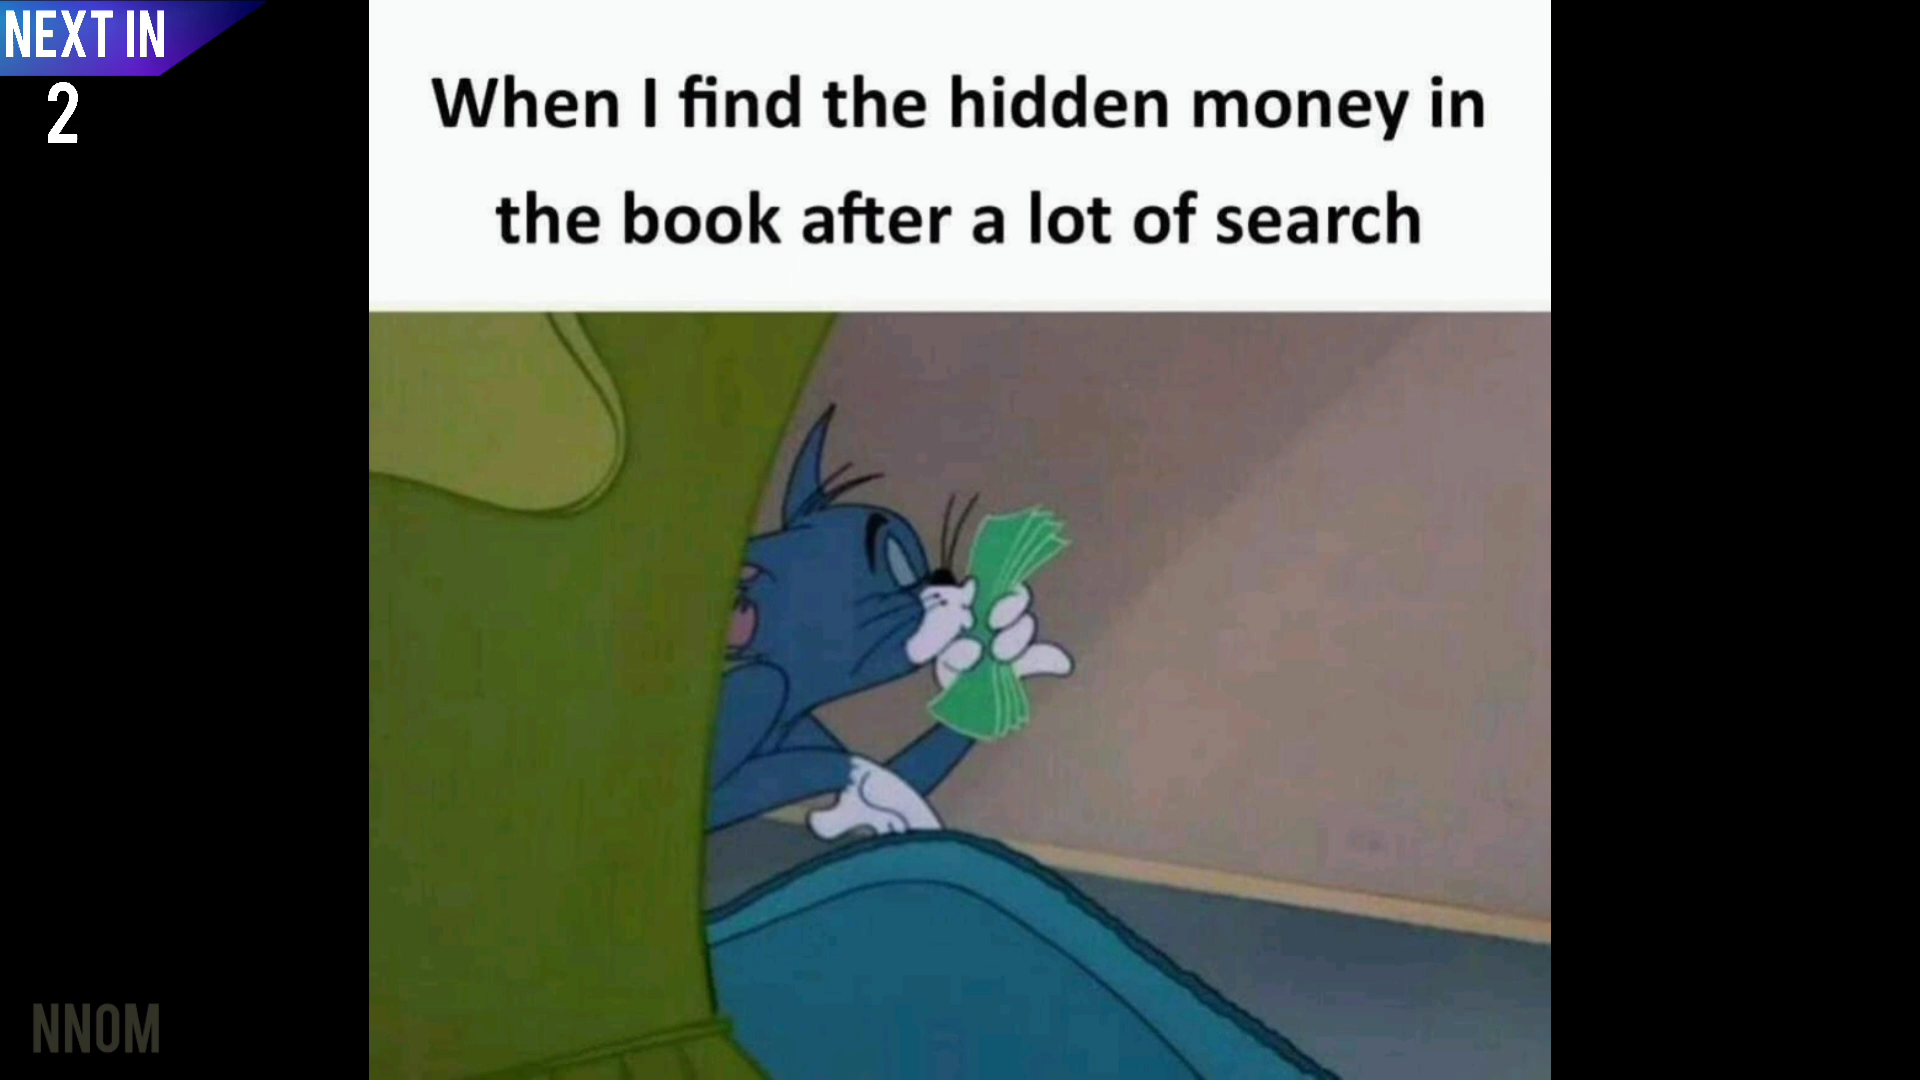 NEXT IN
2
When I find the hidden money in
the book after a lot of search
NNOM